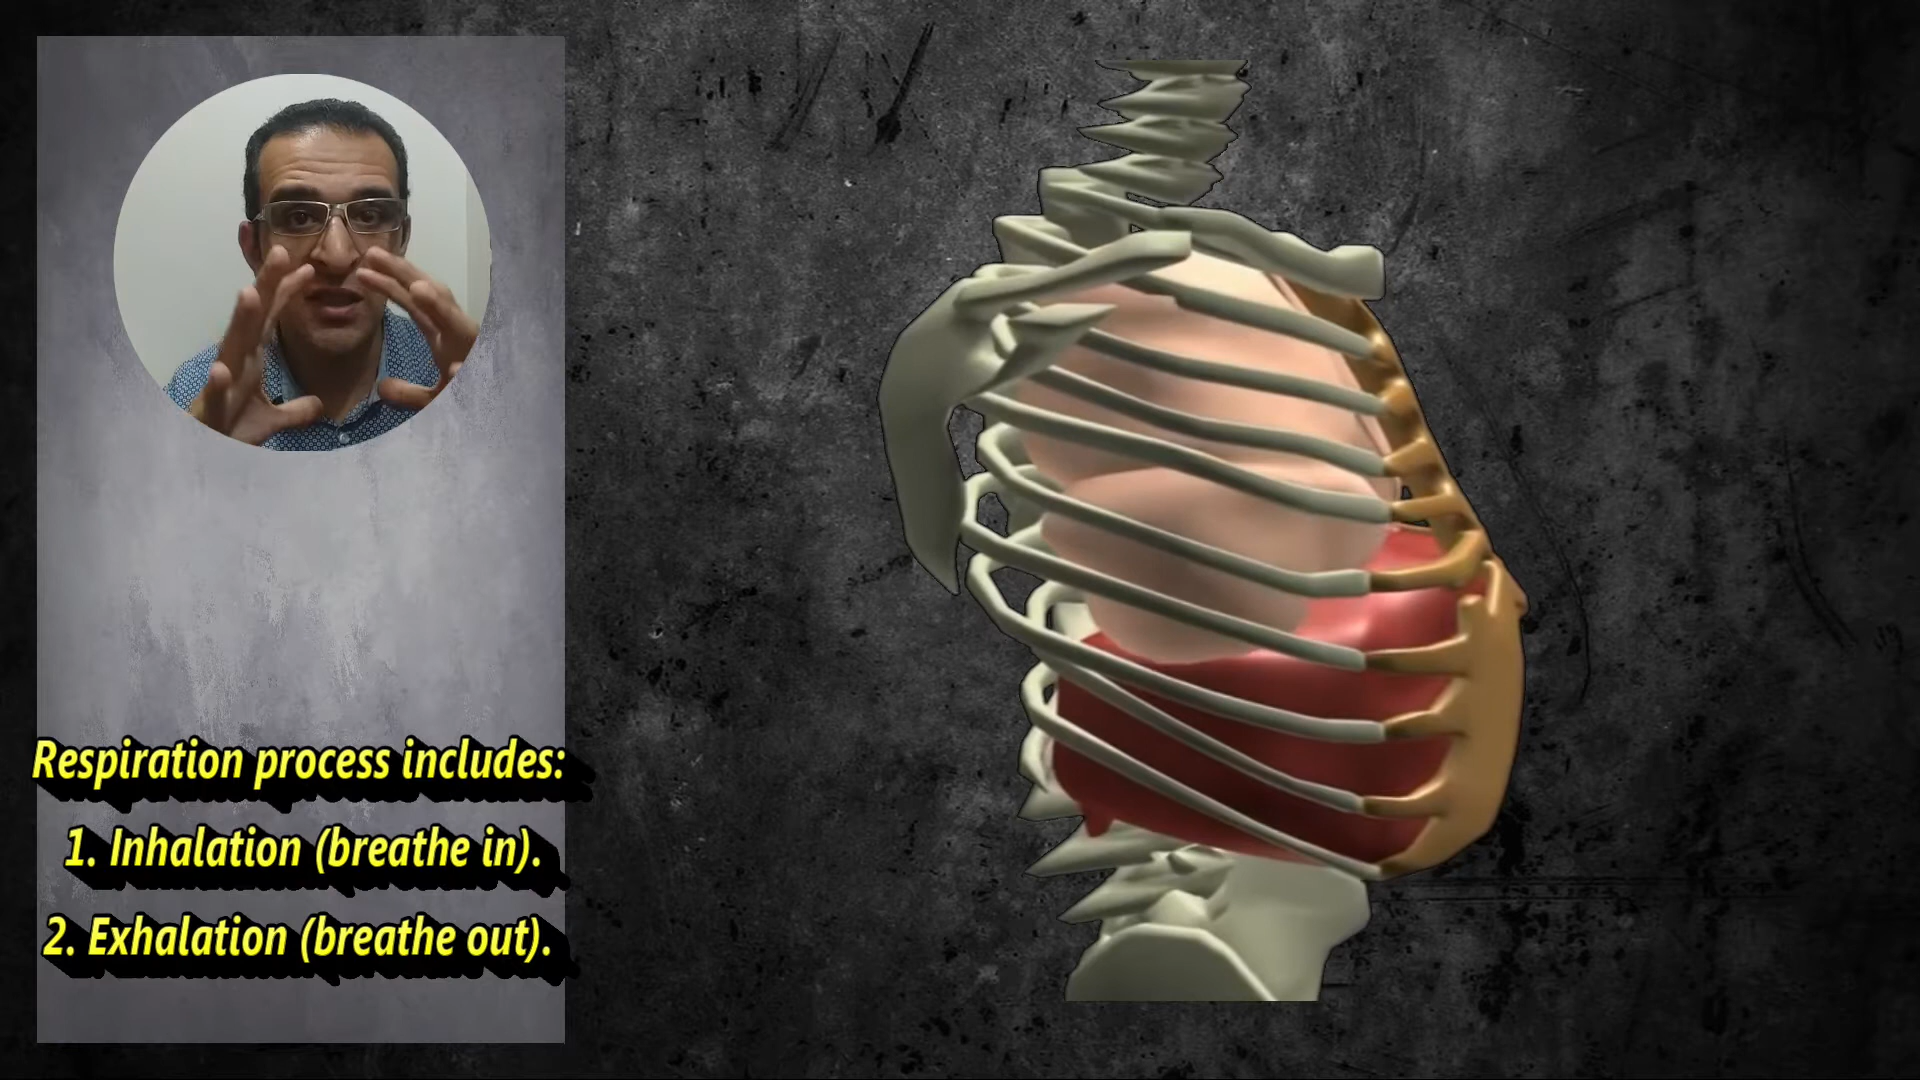 Respiration process includes:
1. Inhalation (breathe in).
2. Exhalation (breathe out).